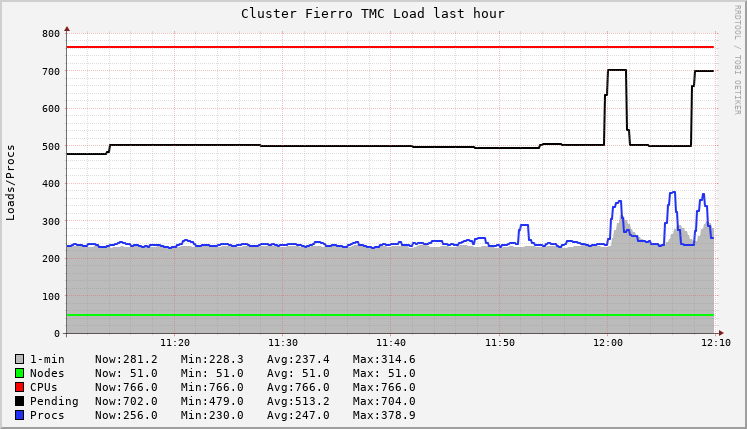 Cluster Fierro TMC Load last hour
RRDTOOL / TOBI OETIKER
Loads/Procs
800
700
600
500
400
300
200
100
0
11:20 11:30 11:40 11:50 12:00 12:10
1-min Now:281.2 Min:228.3 Avg:237.4 Max:314.6
Nodes Now: 51.0 Min: 51.0 Avg: 51.0 Max: 51.0
CPUs Now:766.0 Min:766.0 Avg:766.0 Max:766.0
Pending Now:702.0 Min:479.0 Avg:513.2 Max:704.0
Procs Now:256.0 Min:230.0 Avg:247.0 Max:378.9